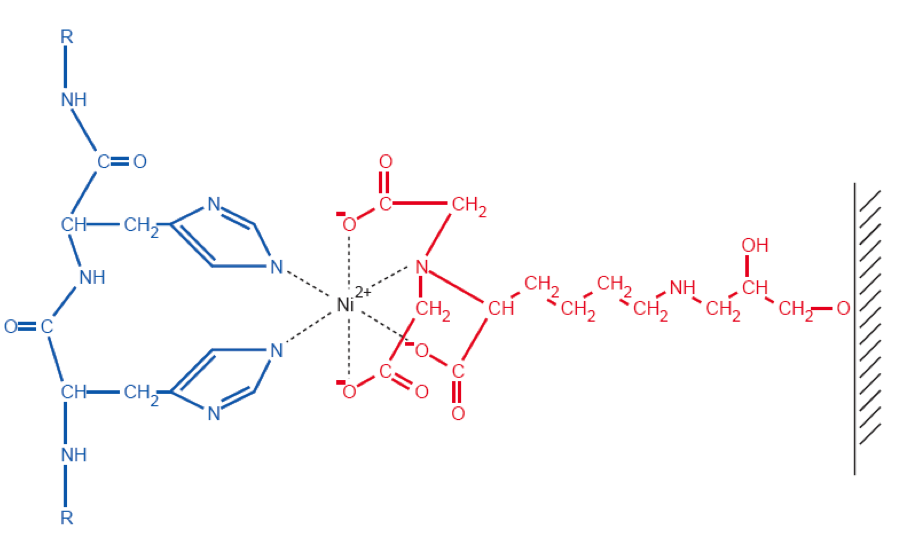 R
NH
C=O
CH CH2 N
N
NH
O=C
N
CH CH2
N
NH
R
Ni2+
O
C CH2
-O
N
CH2 CH
-O
C C
-O O
O
CH2 CH2 CH2 CH2 NH CH2 CH CH2 O
OH